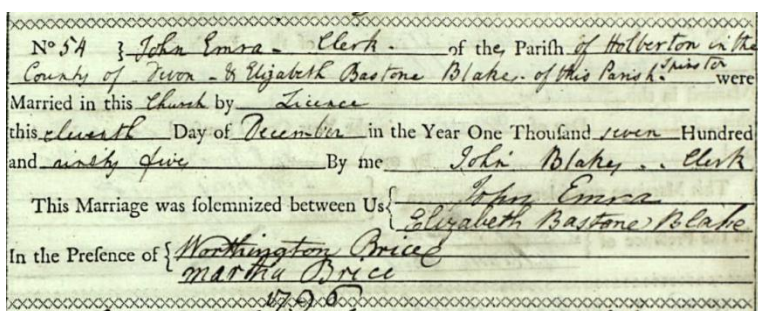 No 54 } John Emra - Clerk - of the Parish of Holberton in the
County of Devon - & Elizabeth Bastone Blake - of this Parish Spinster were
Married in this Church by Licence
this eleventh Day of December in the Year One Thousand seven Hundred
and ninety five By me John Blake, - Clerk
This Marriage was solemnized between Us { John Emra
Elizabeth Bastone Blake
In the Presence of { Worthington Brice
Martha Brice
1796